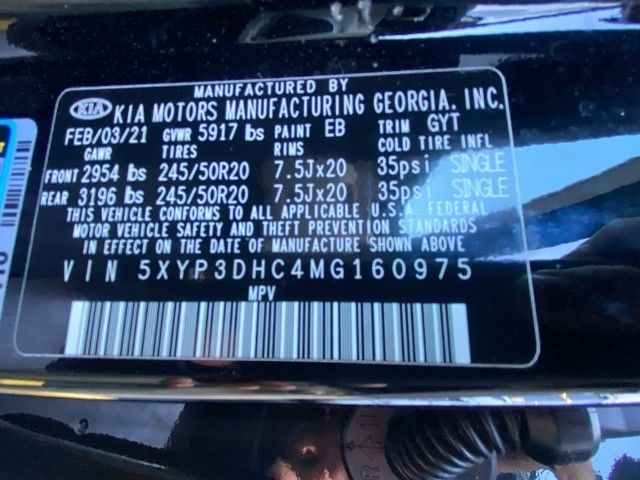 MANUFACTURED BY
KIA KIA MOTORS MANUFACTURING GEORGIA, INC.
FEB/03/21 GVWR 5917 lbs PAINT EB TRIM GYT
GAWR TIRES RIMS COLD TIRE INFL
FRONT 2954 lbs 245/50R20 7.5Jx20 35psi SINGLE
REAR 3196 lbs 245/50R20 7.5Jx20 35psi SINGLE
THIS VEHICLE CONFORMS TO ALL APPLICABLE U.S.A. FEDERAL
MOTOR VEHICLE SAFETY AND THEFT PREVENTION STANDARDS
IN EFFECT ON THE DATE OF MANUFACTURE SHOWN ABOVE
VIN 5XYP3DHC4MG160975
MPV